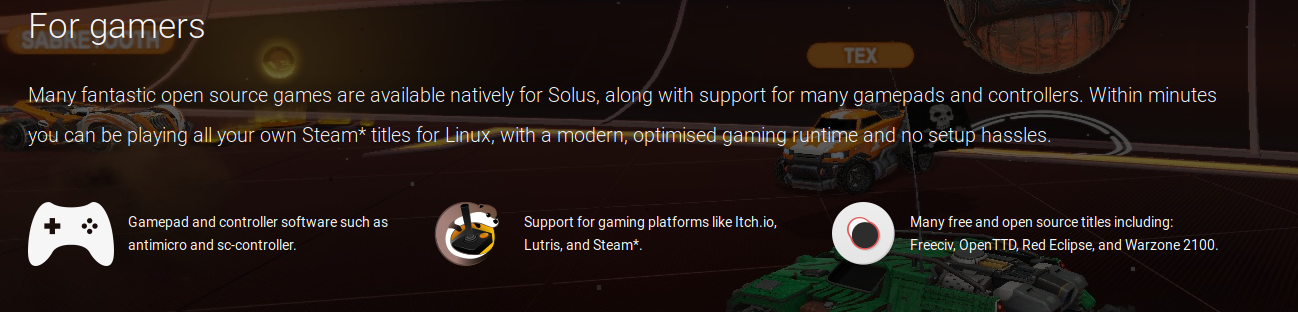 For gamers
SABRETOOTH
TEX
Many fantastic open source games are available natively for Solus, along with support for many gamepads and controllers. Within minutes
you can be playing all your own Steam* titles for Linux, with a modern, optimised gaming runtime and no setup hassles.
Gamepad and controller software such as
antimicro and sc-controller.
Support for gaming platforms like Itch.io,
Lutris, and Steam*.
Many free and open source titles including:
Freeciv, OpenTTD, Red Eclipse, and Warzone 2100.